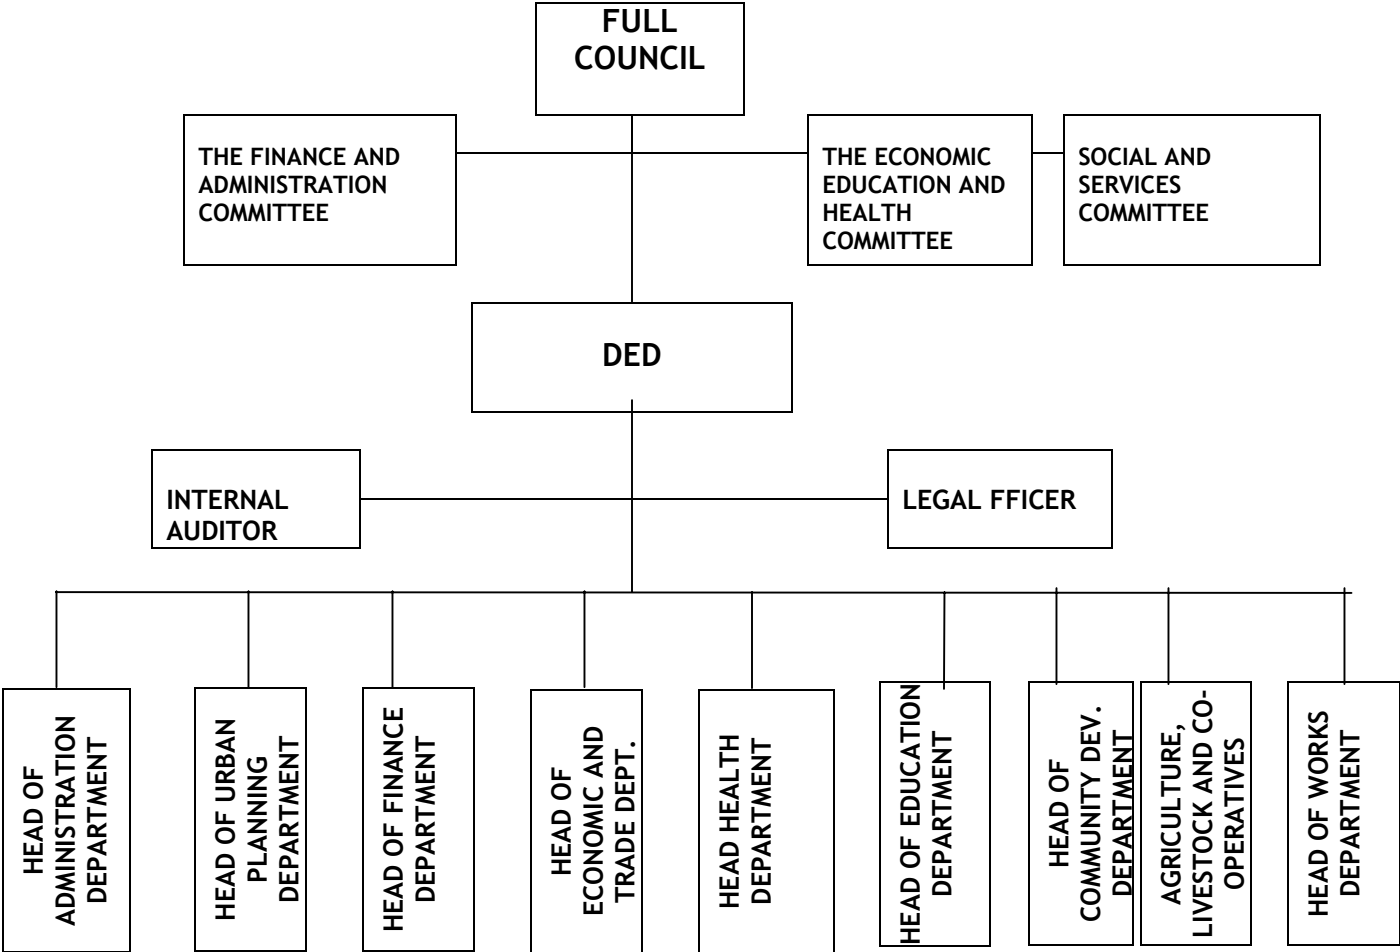 FULL
COUNCIL
THE FINANCE AND
ADMINISTRATION
COMMITTEE
THE ECONOMIC
EDUCATION AND
HEALTH
COMMITTEE
SOCIAL AND
SERVICES
COMMITTEE
DED
INTERNAL
AUDITOR
LEGAL FFICER
HEAD OF
ADMINISTRATION
DEPARTMENT
HEAD OF URBAN
PLANNING
DEPARTMENT
HEAD OF FINANCE
DEPARTMENT
HEAD OF
ECONOMIC AND
TRADE DEPT.
HEAD HEALTH
DEPARTMENT
HEAD OF EDUCATION
DEPARTMENT
HEAD OF
COMMUNITY DEV.
DEPARTMENT
AGRICULTURE,
LIVESTOCK AND CO-
OPERATIVES
HEAD OF WORKS
DEPARTMENT